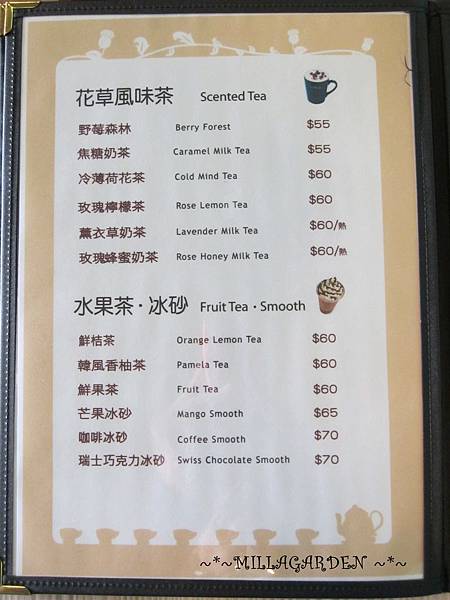 花草風味茶 Scented Tea
野莓森林 Berry Forest $55
焦糖奶茶 Caramel Milk Tea $55
冷薄荷花茶 Cold Mind Tea $60
玫瑰檸檬茶 Rose Lemon Tea $60
薰衣草奶茶 Lavender Milk Tea $60/熱
玫瑰蜂蜜奶茶 Rose Honey Milk Tea $60/熱
水果茶·冰砂 Fruit Tea·Smooth
鮮桔茶 Orange Lemon Tea $60
韓風香柚茶 Pamela Tea $60
鮮果茶 Fruit Tea $60
芒果冰砂 Mango Smooth $65
咖啡冰砂 Coffee Smooth $70
瑞士巧克力冰砂 Swiss Chocolate Smooth $70
~*~MILLAGARDEN ~*~